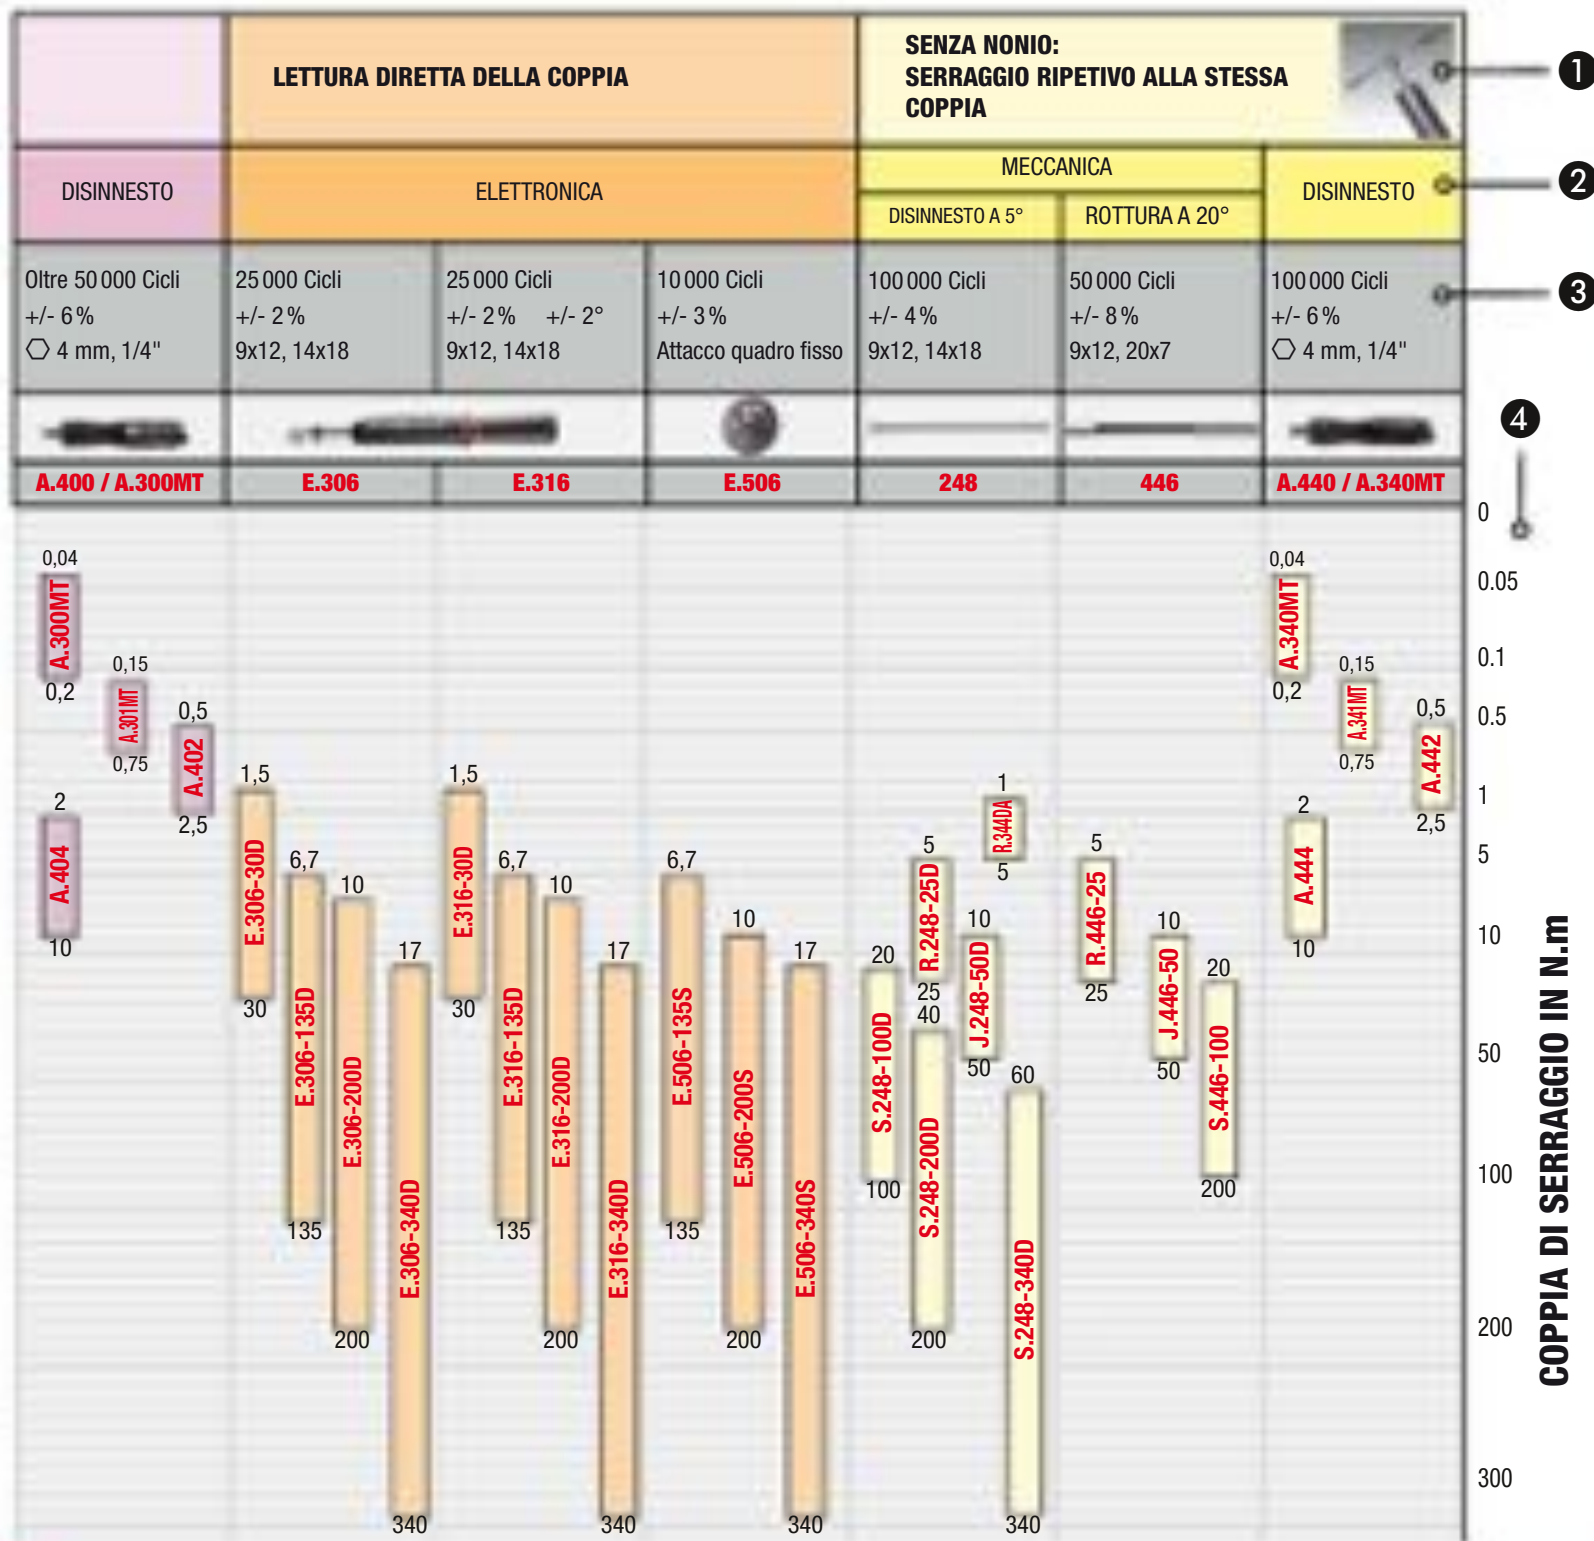 LETTURA DIRETTA DELLA COPPIA
SENZA NONIO:
SERRAGGIO RIPETIVO ALLA STESSA
COPPIA
1
DISINNESTO
ELETTRONICA
MECCANICA
DISINNESTO A 5°
ROTTURA A 20°
DISINNESTO
2
Oltre 50 000 Cicli
+/- 6 %
4 mm, 1/4"
25 000 Cicli
+/- 2 %
9x12, 14x18
25 000 Cicli
+/- 2 % +/- 2°
9x12, 14x18
10 000 Cicli
+/- 3 %
Attacco quadro fisso
100 000 Cicli
+/- 4 %
9x12, 14x18
50 000 Cicli
+/- 8 %
9x12, 20x7
100 000 Cicli
+/- 6 %
4 mm, 1/4"
3
4
A.400 / A.300MT
E.306
E.316
E.506
248
446
A.440 / A.340MT
0,04
A.300MT
0,2
0,15
A.301MT
0,75
0,5
A.402
2,5
2
A.404
10
1,5
E.306-30D
30
6,7
E.306-135D
135
10
E.306-200D
200
17
E.306-340D
340
1,5
E.316-30D
30
6,7
E.316-135D
135
10
E.316-200D
200
17
E.316-340D
340
6,7
E.506-135S
135
10
E.506-200S
200
17
E.506-340S
340
20
S.248-100D
100
5
R.248-25D
25
40
S.248-200D
200
10
J.248-50D
50
1
R.344DA
5
60
S.248-340D
340
5
R.446-25
25
10
J.446-50
50
20
S.446-100
200
0,04
A.340MT
0,2
0,15
A.341MT
0,75
0,5
A.442
2,5
2
A.444
10
0
0.05
0.1
0.5
1
5
10
50
100
200
300
COPPIA DI SERRAGGIO IN N.m